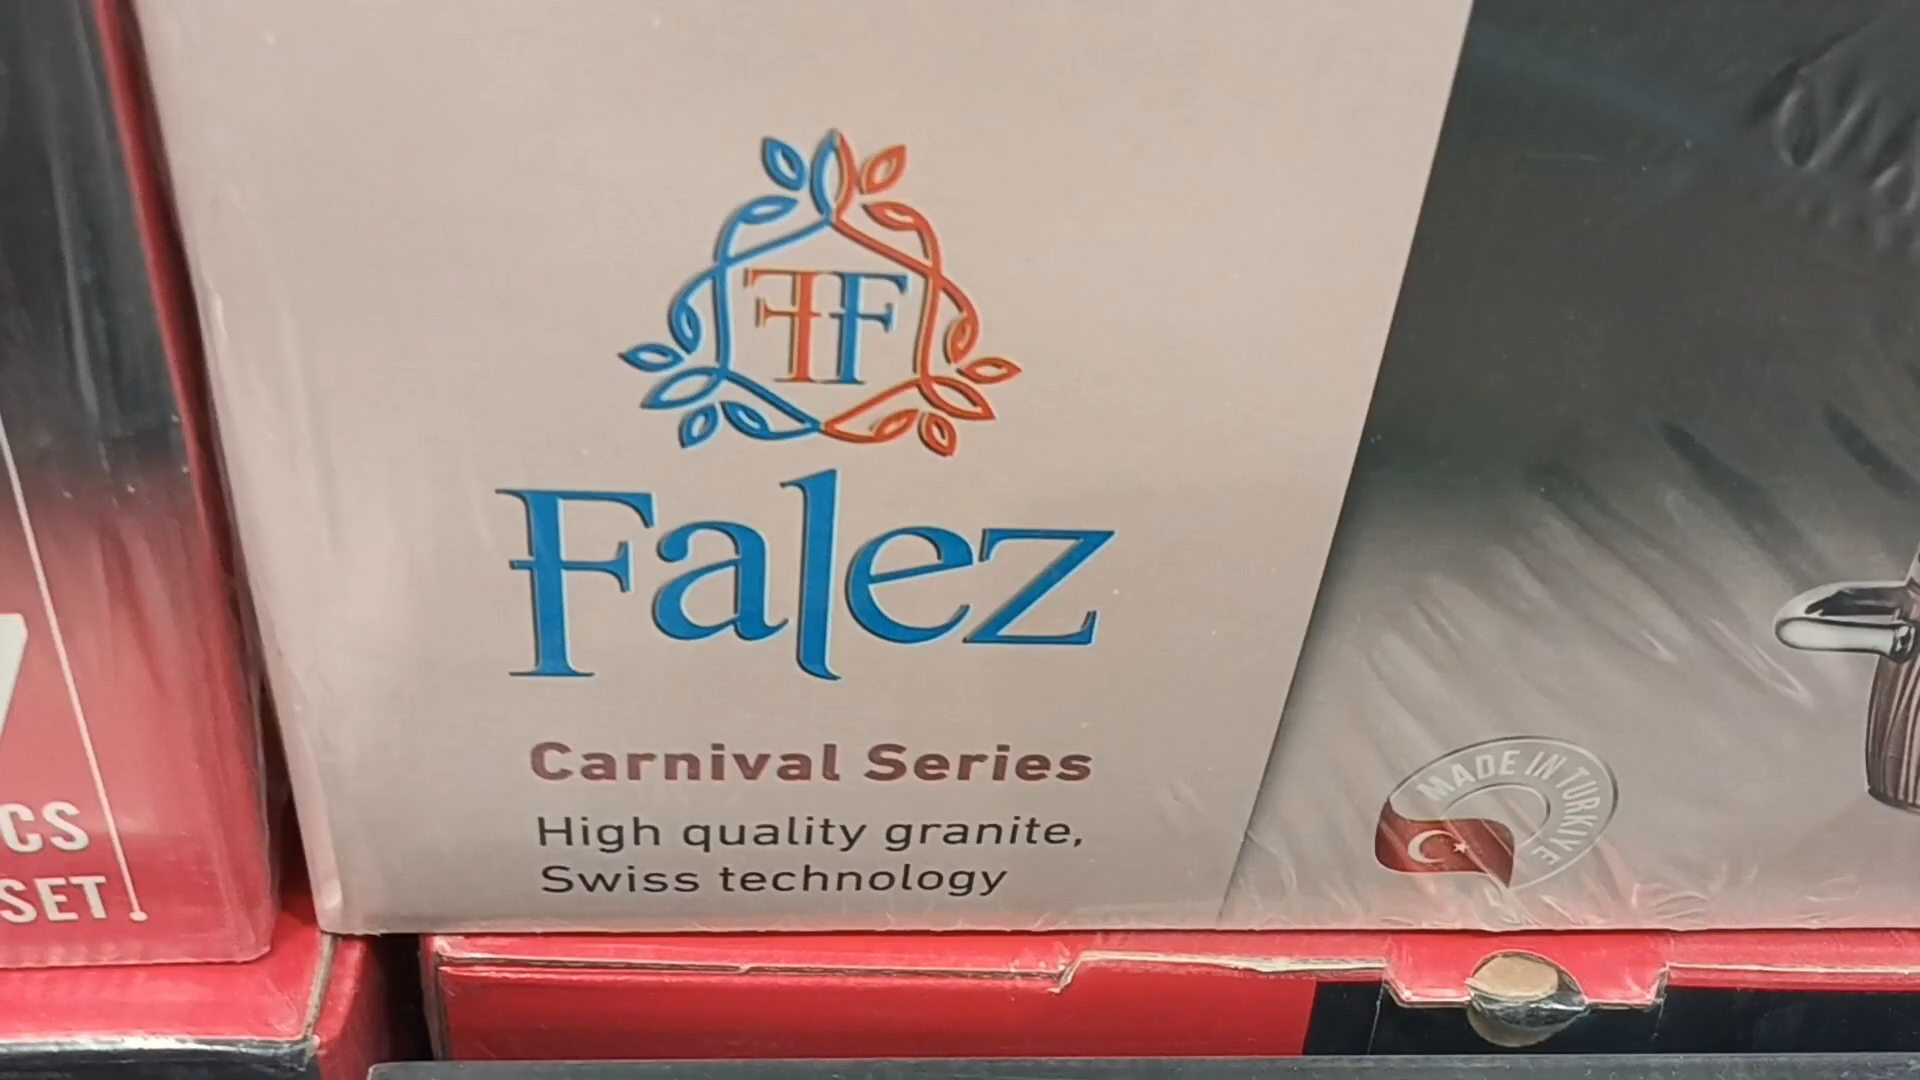 FF
Falez
Carnival Series
High quality granite,
Swiss technology
MADE IN TURKIYE
CS
SET